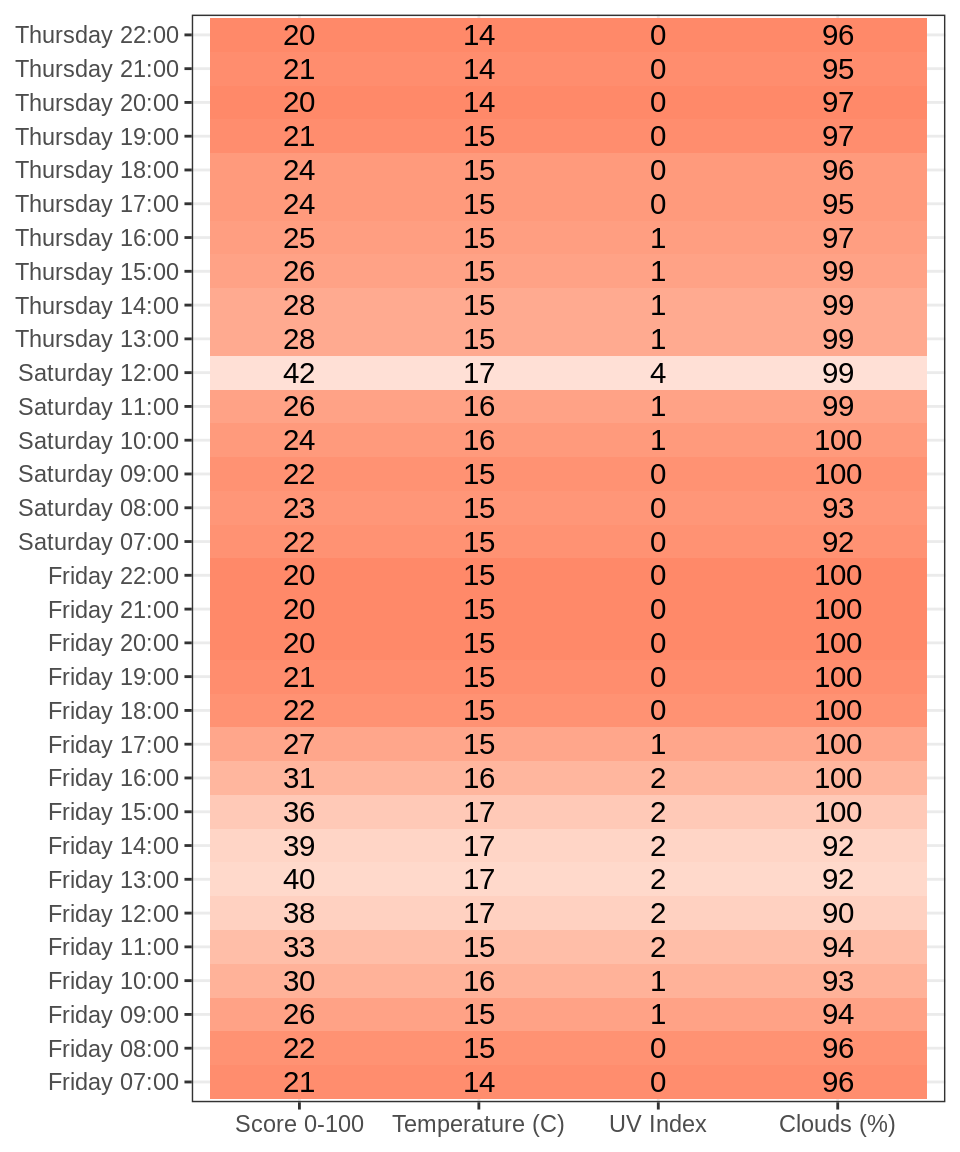 Thursday 22:00 20 14 0 96
Thursday 21:00 21 14 0 95
Thursday 20:00 20 14 0 97
Thursday 19:00 21 15 0 97
Thursday 18:00 24 15 0 96
Thursday 17:00 24 15 0 95
Thursday 16:00 25 15 1 97
Thursday 15:00 26 15 1 99
Thursday 14:00 28 15 1 99
Thursday 13:00 28 15 1 99
Saturday 12:00 42 17 4 99
Saturday 11:00 26 16 1 99
Saturday 10:00 24 16 1 100
Saturday 09:00 22 15 0 100
Saturday 08:00 23 15 0 93
Saturday 07:00 22 15 0 92
Friday 22:00 20 15 0 100
Friday 21:00 20 15 0 100
Friday 20:00 20 15 0 100
Friday 19:00 21 15 0 100
Friday 18:00 22 15 0 100
Friday 17:00 27 15 1 100
Friday 16:00 31 16 2 100
Friday 15:00 36 17 2 100
Friday 14:00 39 17 2 92
Friday 13:00 40 17 2 92
Friday 12:00 38 17 2 90
Friday 11:00 33 15 2 94
Friday 10:00 30 16 1 93
Friday 09:00 26 15 1 94
Friday 08:00 22 15 0 96
Friday 07:00 21 14 0 96
Score 0-100 Temperature (C) UV Index Clouds (%)